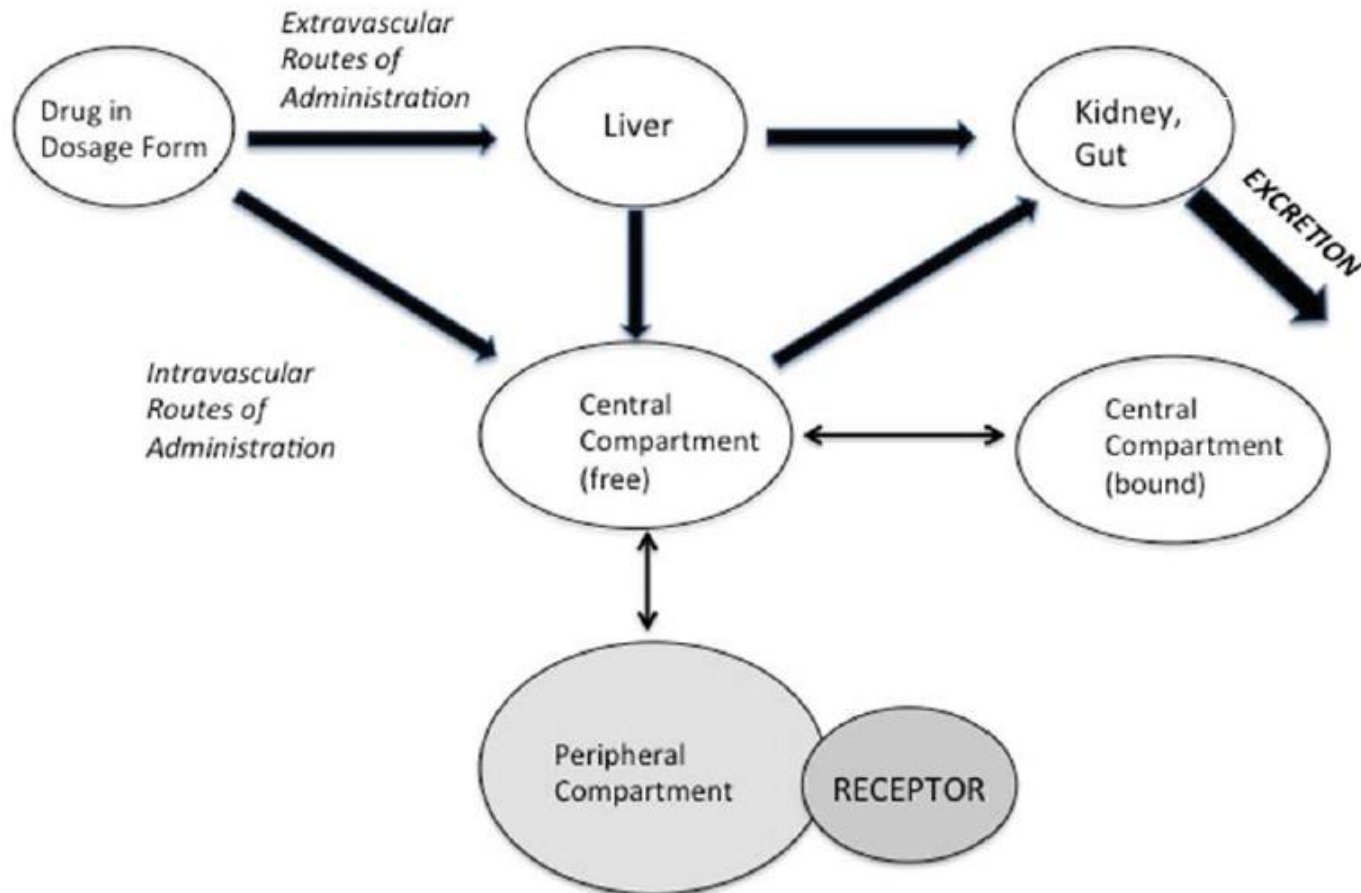 Extravascular
Routes of
Administration
Drug in
Dosage Form
Liver
Kidney,
Gut
EXCRETION
Intravascular
Routes of
Administration
Central
Compartment
(free)
Central
Compartment
(bound)
Peripheral
Compartment
RECEPTOR